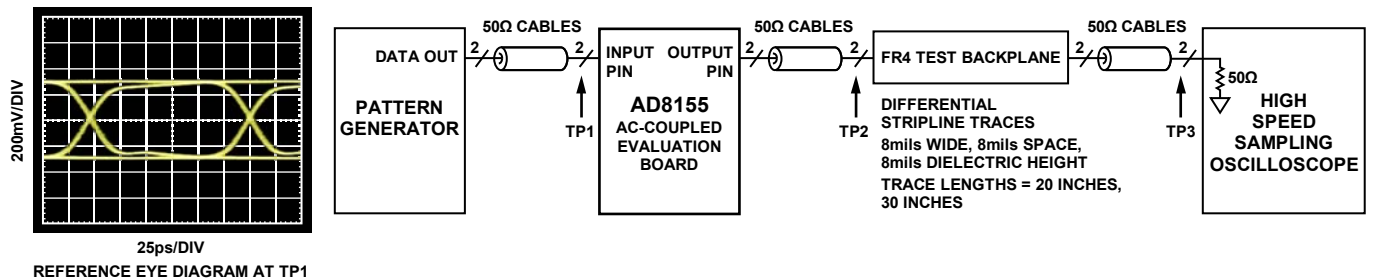 200mV/DIV
25ps/DIV
REFERENCE EYE DIAGRAM AT TP1
PATTERN
GENERATOR
DATA OUT
2
50Ω CABLES
2
TP1
INPUT
PIN
OUTPUT
PIN
AD8155
AC-COUPLED
EVALUATION
BOARD
2
50Ω CABLES
2
TP2
FR4 TEST BACKPLANE
DIFFERENTIAL
STRIPLINE TRACES
8mils WIDE, 8mils SPACE,
8mils DIELECTRIC HEIGHT
TRACE LENGTHS = 20 INCHES,
30 INCHES
2
50Ω CABLES
2
TP3
50Ω
HIGH
SPEED
SAMPLING
OSCILLOSCOPE